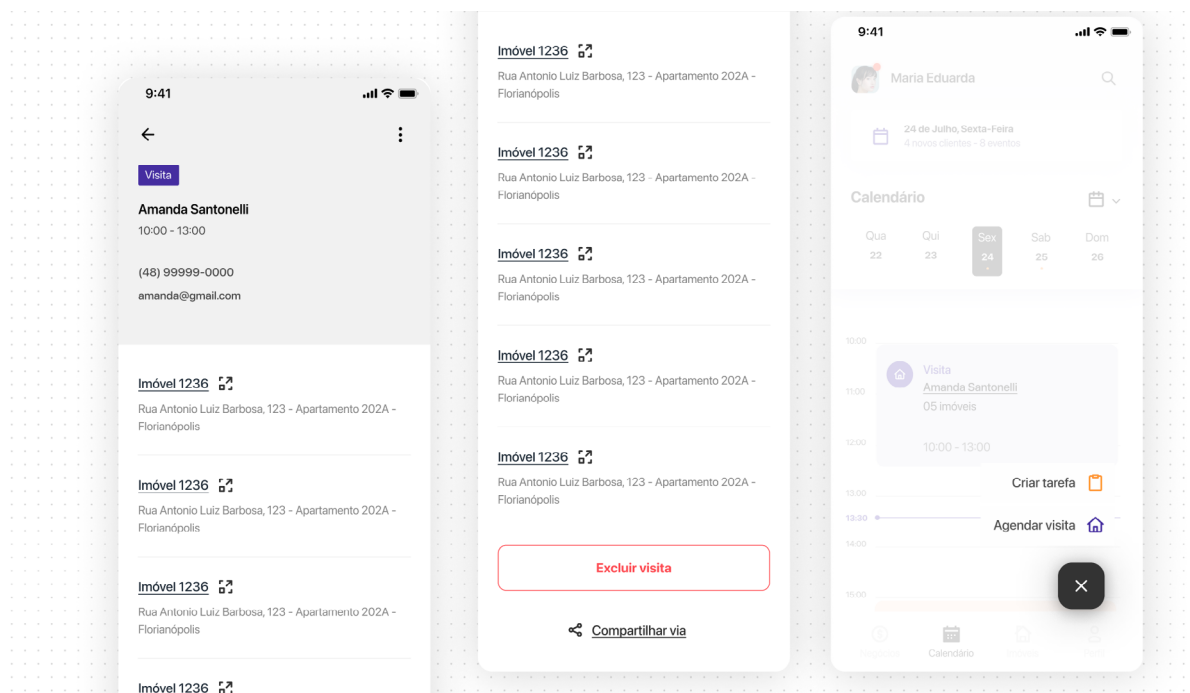 9:41
Visita
Amanda Santonelli
10:00 - 13:00
(48) 99999-0000
amanda@gmail.com
Imóvel 1236
Rua Antonio Luiz Barbosa, 123 - Apartamento 202A -
Florianópolis
Imóvel 1236
Rua Antonio Luiz Barbosa, 123 - Apartamento 202A -
Florianópolis
Imóvel 1236
Rua Antonio Luiz Barbosa, 123 - Apartamento 202A -
Florianópolis
Imóvel 1236
Imóvel 1236
Rua Antonio Luiz Barbosa, 123 - Apartamento 202A -
Florianópolis
Imóvel 1236
Rua Antonio Luiz Barbosa, 123 - Apartamento 202A -
Florianópolis
Imóvel 1236
Rua Antonio Luiz Barbosa, 123 - Apartamento 202A -
Florianópolis
Imóvel 1236
Rua Antonio Luiz Barbosa, 123 - Apartamento 202A -
Florianópolis
Imóvel 1236
Rua Antonio Luiz Barbosa, 123 - Apartamento 202A -
Florianópolis
Excluir visita
Compartilhar via
9:41
Maria Eduarda
24 de Julho, Sexta-Feira
4 novos clientes - 8 eventos
Calendário
Qua Qui Sex Sab Dom
22 23 24 25 26
10:00
Visita
11:00
Amanda Santonelli
05 imóveis
12:00
10:00 - 13:00
Criar tarefa
13:00
13:30
Agendar visita
14:00
15:00
Calendário